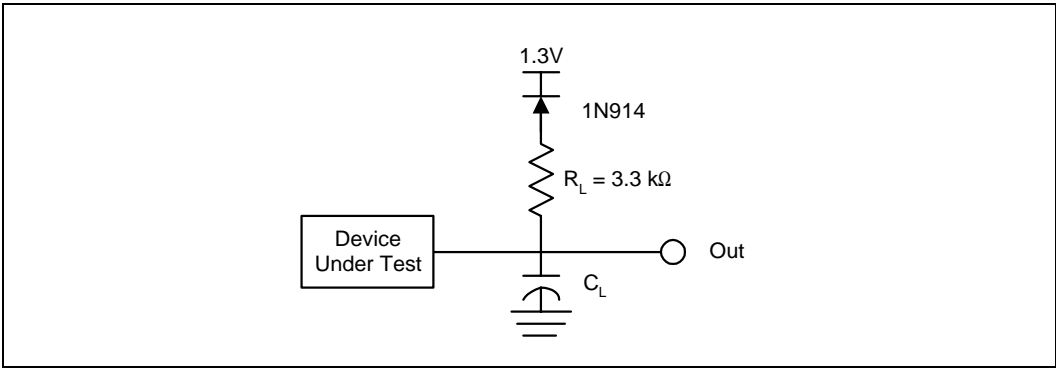 1.3V
1N914
R_L = 3.3 kΩ
Device
Under Test
Out
C_L